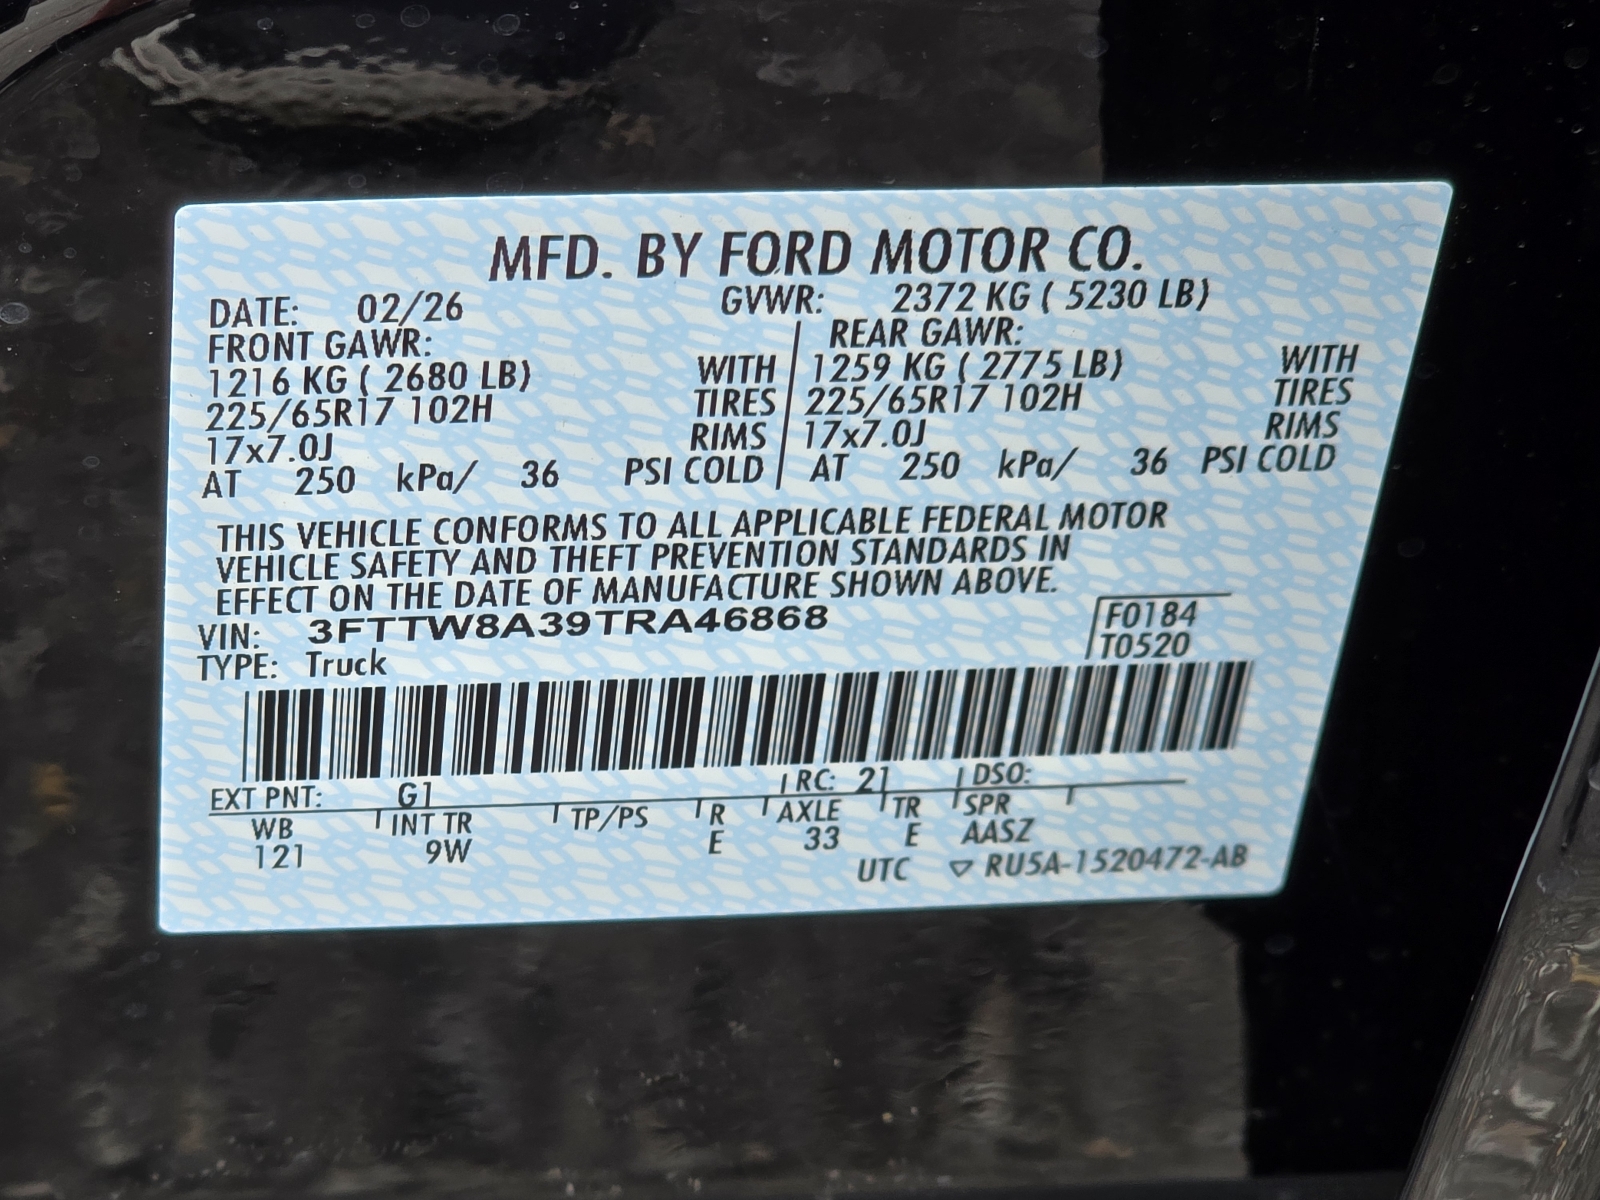 MFD. BY FORD MOTOR CO.
DATE: 02/26 GVWR: 2372 KG ( 5230 LB)
FRONT GAWR: REAR GAWR:
1216 KG ( 2680 LB) WITH 1259 KG ( 2775 LB) WITH
225/65R17 102H TIRES 225/65R17 102H TIRES
17x7.0J RIMS 17x7.0J RIMS
AT 250 kPa/ 36 PSI COLD AT 250 kPa/ 36 PSI COLD
THIS VEHICLE CONFORMS TO ALL APPLICABLE FEDERAL MOTOR
VEHICLE SAFETY AND THEFT PREVENTION STANDARDS IN
EFFECT ON THE DATE OF MANUFACTURE SHOWN ABOVE.
VIN: 3FTTW8A39TRA46868 F0184
TYPE: Truck T0520
EXT PNT: G1 RC: 21 DSO:
WB INT TR TP/PS R AXLE TR SPR
121 9W E 33 E AASZ
UTC ▽ RU5A-1520472-AB